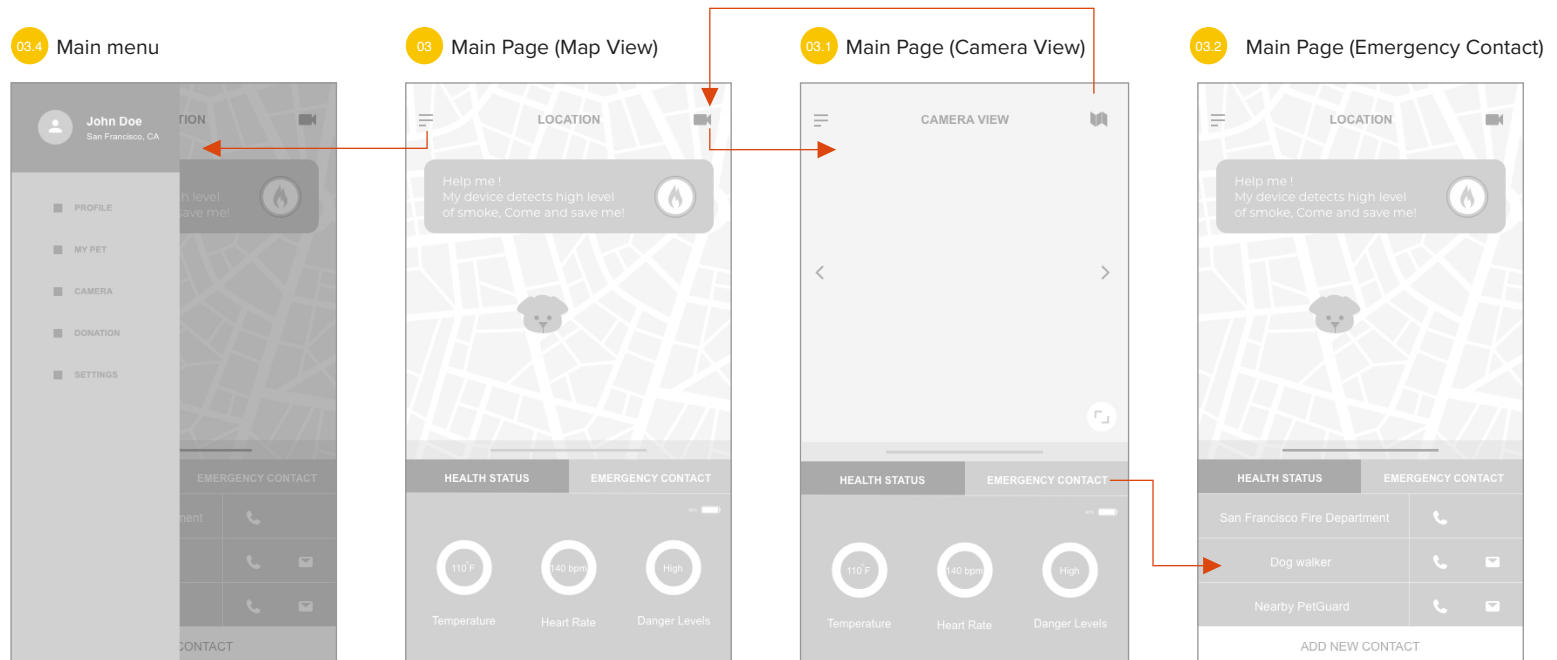 03.4 Main menu
John Doe
San Francisco, CA
TION
h level
save me!
PROFILE
MY PET
CAMERA
DONATION
SETTINGS
EMERGENCY CONTACT
ment
CONTACT
03 Main Page (Map View)
LOCATION
Help me !
My device detects high level
of smoke, Come and save me!
HEALTH STATUS EMERGENCY CONTACT
110°F 140 bpm High
Temperature Heart Rate Danger Levels
03.1 Main Page (Camera View)
CAMERA VIEW
HEALTH STATUS EMERGENCY CONTACT
110°F 140 bpm High
Temperature Heart Rate Danger Levels
03.2 Main Page (Emergency Contact)
LOCATION
Help me !
My device detects high level
of smoke, Come and save me!
HEALTH STATUS EMERGENCY CONTACT
San Francisco Fire Department
Dog walker
Nearby PetGuard
ADD NEW CONTACT